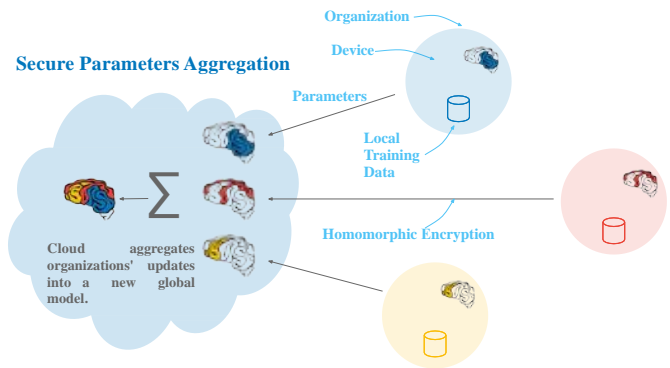 Organization
Device
Secure Parameters Aggregation
Parameters
Local
Training
Data
∑
Homomorphic Encryption
Cloud aggregates
organizations' updates
into a new global
model.